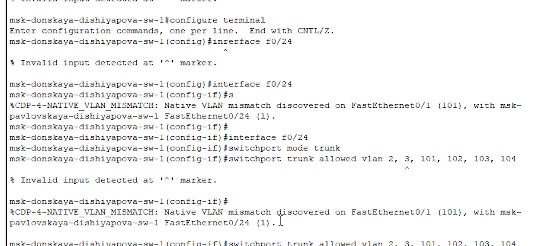 % Invalid input detected at '^' marker.
msk-donskaya-dishiyapova-sw-1#configure terminal
Enter configuration commands, one per line.  End with CNTL/Z.
msk-donskaya-dishiyapova-sw-1(config)#inreface f0/24
^
% Invalid input detected at '^' marker.
msk-donskaya-dishiyapova-sw-1(config)#interface f0/24
msk-donskaya-dishiyapova-sw-1(config-if)#s
%CDP-4-NATIVE_VLAN_MISMATCH: Native VLAN mismatch discovered on FastEthernet0/1 (101), with msk-
pavlovskaya-dishiyapova-sw-1 FastEthernet0/24 (1).
msk-donskaya-dishiyapova-sw-1(config-if)#
msk-donskaya-dishiyapova-sw-1(config-if)#interface f0/24
msk-donskaya-dishiyapova-sw-1(config-if)#switchport mode trunk
msk-donskaya-dishiyapova-sw-1(config-if)#switchport trunk allowed vlan 2, 3, 101, 102, 103, 104
^
% Invalid input detected at '^' marker.
msk-donskaya-dishiyapova-sw-1(config-if)#
%CDP-4-NATIVE_VLAN_MISMATCH: Native VLAN mismatch discovered on FastEthernet0/1 (101), with msk-
pavlovskaya-dishiyapova-sw-1 FastEthernet0/24 (1).
msk-donskaya-dishiyapova-sw-1(config-if)#switchport trunk allowed vlan 2, 3, 101, 102, 103, 104